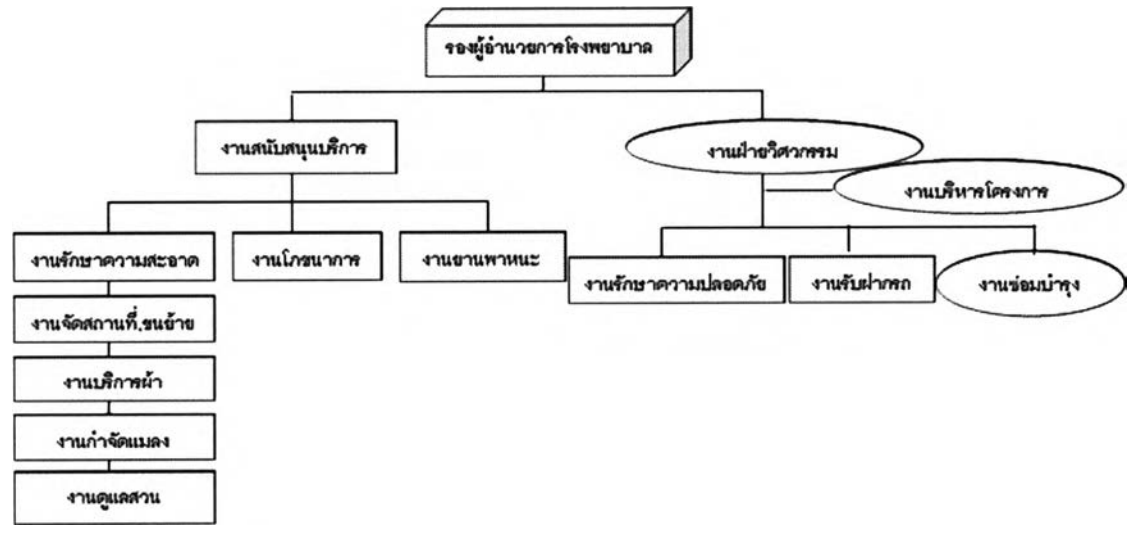 รองผู้อำนวยการโรงพยาบาล
งานสนับสนุนบริการ
งานฝ่ายวิศวกรรม
งานบริหารโครงการ
งานรักษาความสะอาด
งานโภชนาการ
งานยานพาหนะ
งานรักษาความปลอดภัย
งานรับฝากรถ
งานซ่อมบำรุง
งานจัดสถานที่,ขนย้าย
งานบริการผ้า
งานกำจัดแมลง
งานดูแลสวน